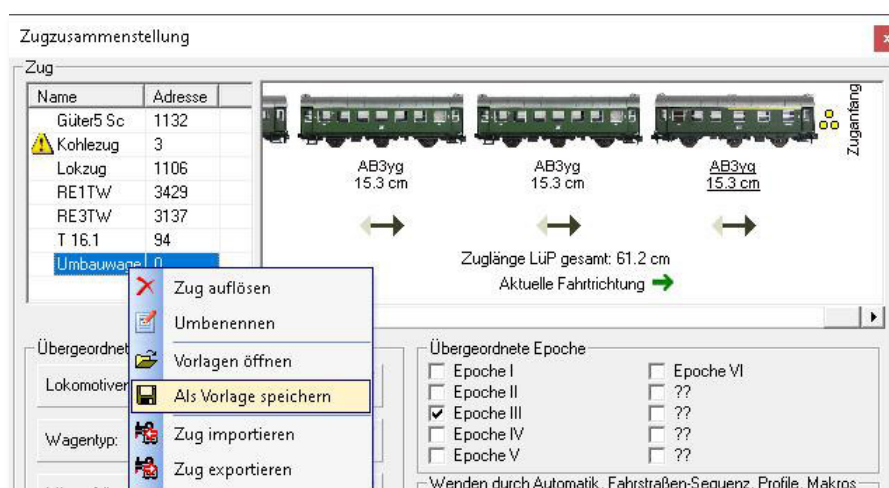 Zugzusammenstellung
Zug
Name Adresse
Güter5 Sc 1132
Kohlezug 3
Lokzug 1106
RE1TW 3429
RE3TW 3137
T 16.1 94
Umbauwage 0
Zuganfang
AB3yg AB3yg AB3yg
15.3 cm 15.3 cm 15.3 cm
Zuglänge LüP gesamt: 61.2 cm
Aktuelle Fahrtrichtung
Zug auflösen
Umbenennen
Vorlagen öffnen
Als Vorlage speichern
Zug importieren
Zug exportieren
Übergeordnet
Lokomotiven
Wagentyp:
Übergeordnete Epoche
Epoche I Epoche VI
Epoche II ??
Epoche III ??
Epoche IV ??
Epoche V ??
Wenden durch Automatik, Fahrstraßen-Sequenz, Profile, Makros